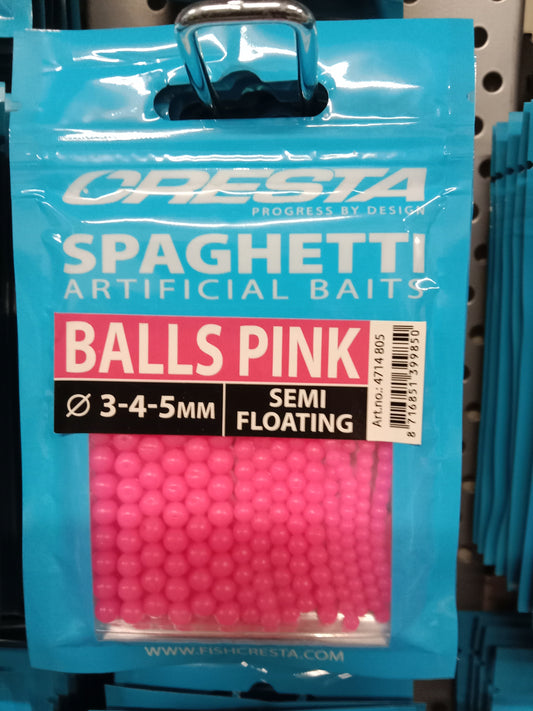 CRESTA
PROGRESS BY DESIGN
SPAGHETTI
ARTIFICIAL BAITS
BALLS PINK
Ø 3-4-5MM
SEMI
FLOATING
Art.no.: 4714 805
8 716851 399850
WWW.FISHCRESTA.COM